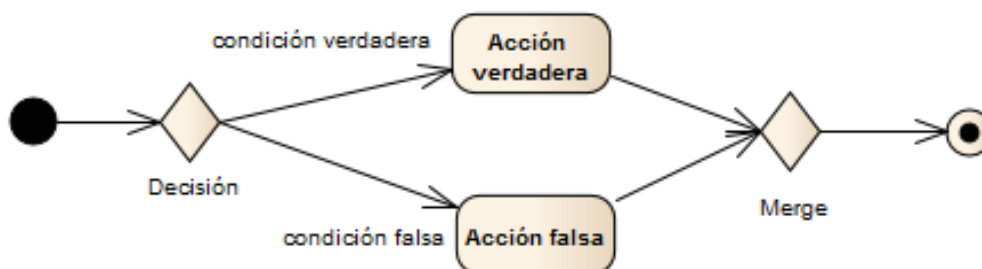 condición verdadera
Acción
verdadera
Decisión
condición falsa
Acción falsa
Merge